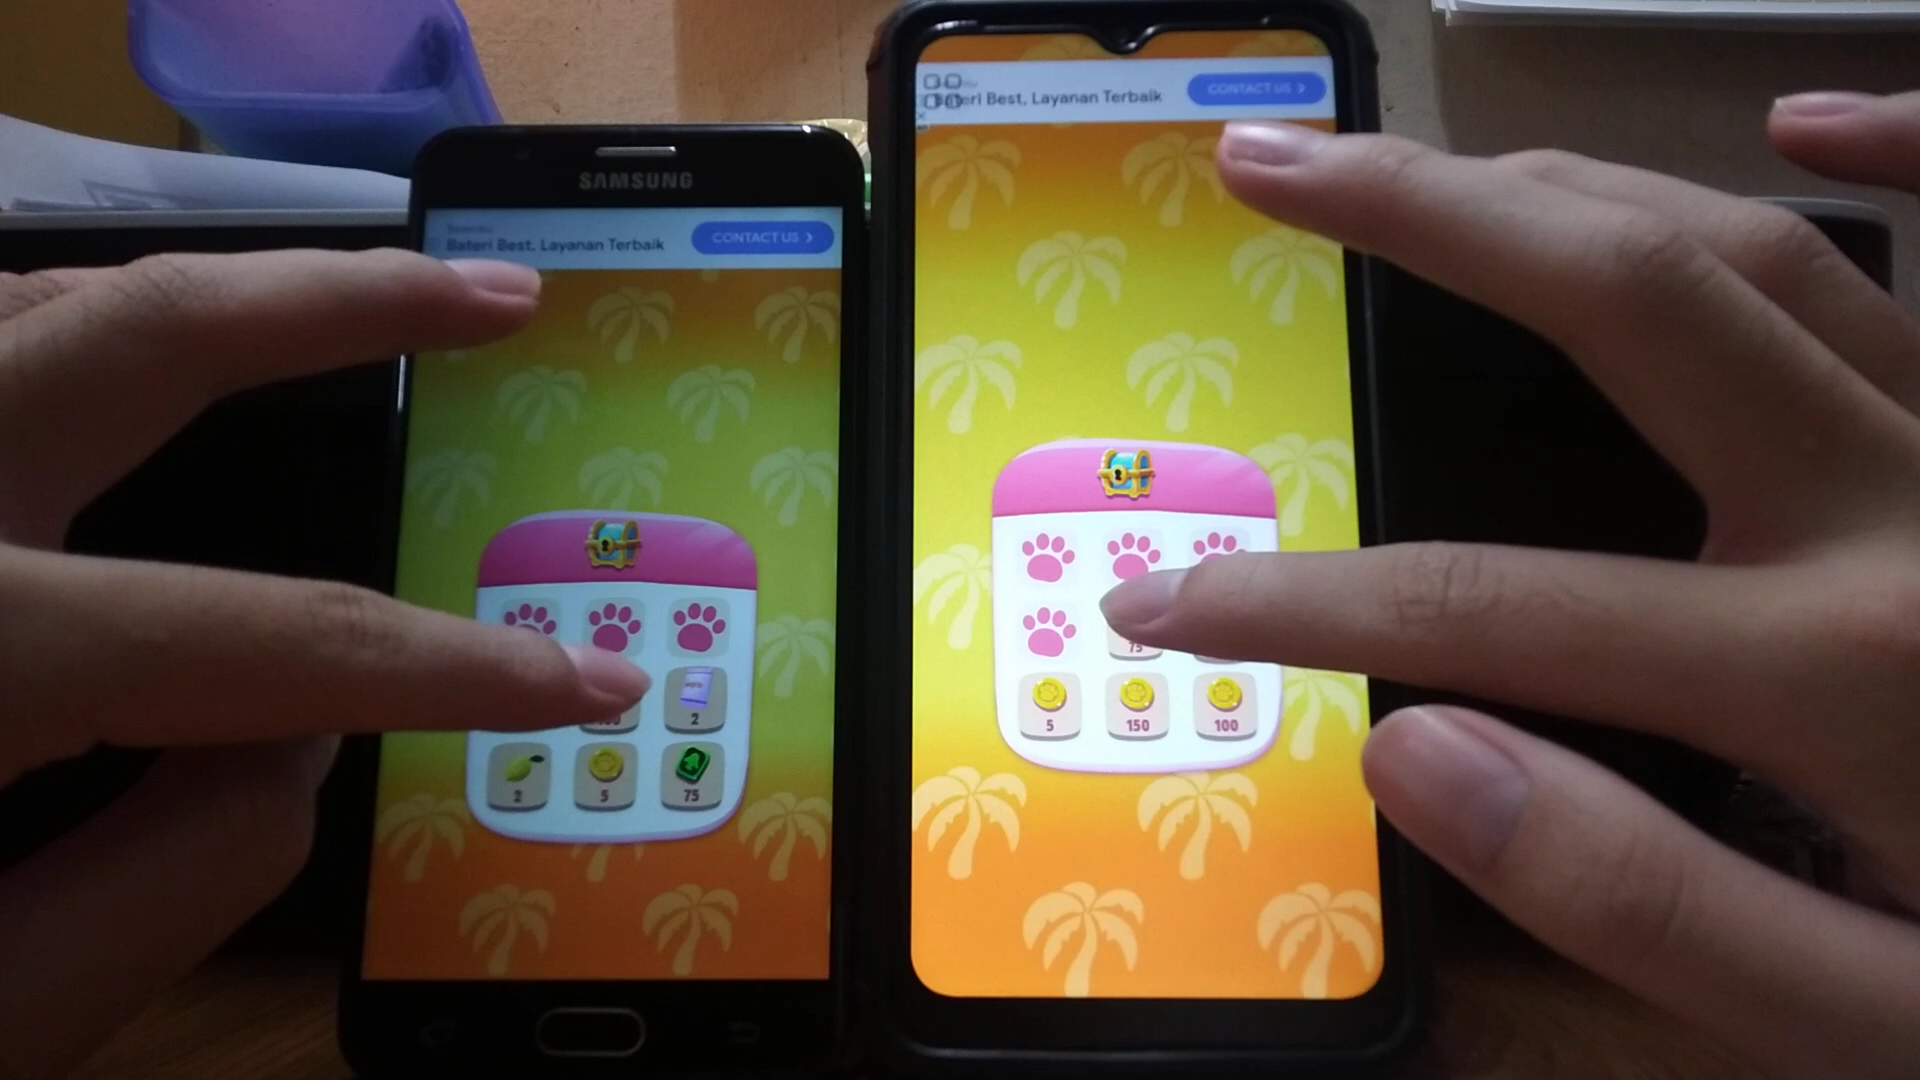 SAMSUNG
Bateri Best, Layanan Terbaik
CONTACT US
2
2
5
75
Bateri Best, Layanan Terbaik
CONTACT US
75
5
150
100